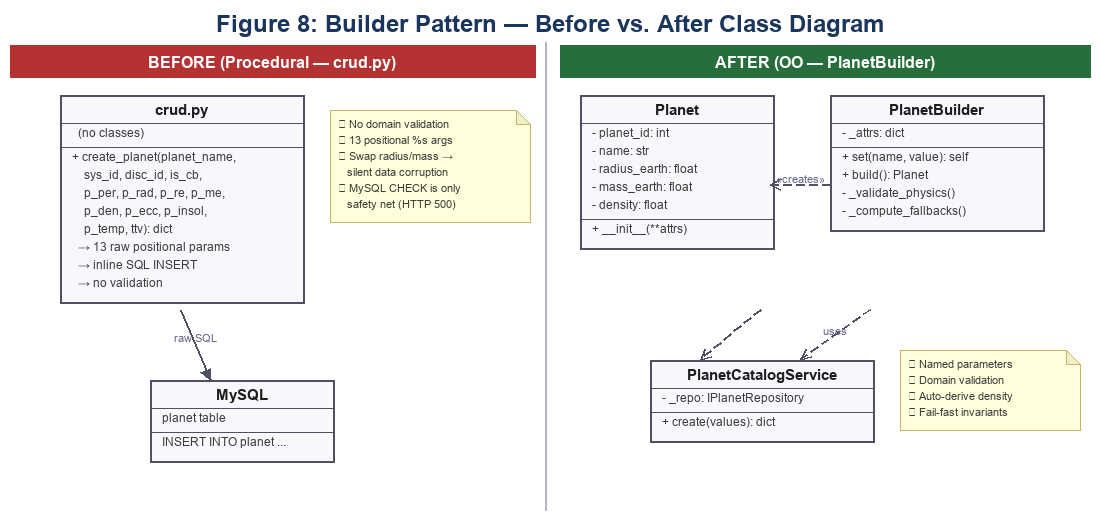 Figure 8: Builder Pattern — Before vs. After Class Diagram
BEFORE (Procedural — crud.py)
crud.py
(no classes)
+ create_planet(planet_name,
sys_id, disc_id, is_cb,
p_per, p_rad, p_re, p_me,
p_den, p_ecc, p_insol,
p_temp, ttv): dict
→ 13 raw positional params
→ inline SQL INSERT
→ no validation
▯ No domain validation
▯ 13 positional %s args
▯ Swap radius/mass →
silent data corruption
▯ MySQL CHECK is only
safety net (HTTP 500)
raw SQL
MySQL
planet table
INSERT INTO planet ...
AFTER (OO — PlanetBuilder)
Planet
- planet_id: int
- name: str
- radius_earth: float
- mass_earth: float
- density: float
+ __init__(**attrs)
«creates»
PlanetBuilder
- _attrs: dict
+ set(name, value): self
+ build(): Planet
- _validate_physics()
- _compute_fallbacks()
uses
PlanetCatalogService
- _repo: IPlanetRepository
+ create(values): dict
▯ Named parameters
▯ Domain validation
▯ Auto-derive density
▯ Fail-fast invariants